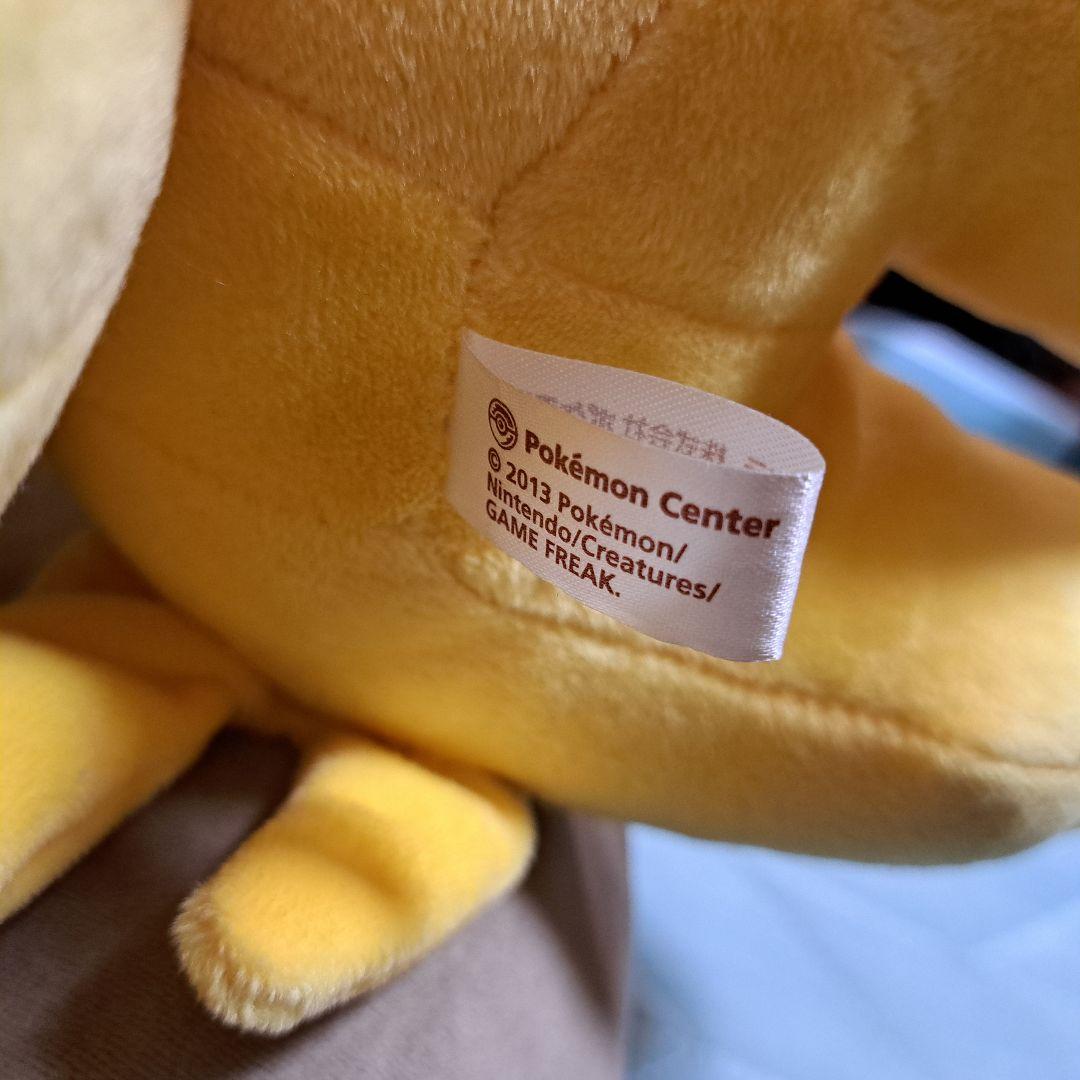 Pokémon Center
© 2013 Pokémon/
Nintendo/Creatures/
GAME FREAK.